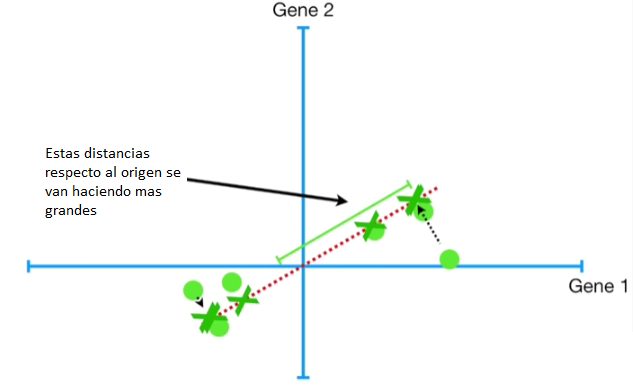 Gene 2
Estas distancias
respecto al origen se
van haciendo mas
grandes
Gene 1